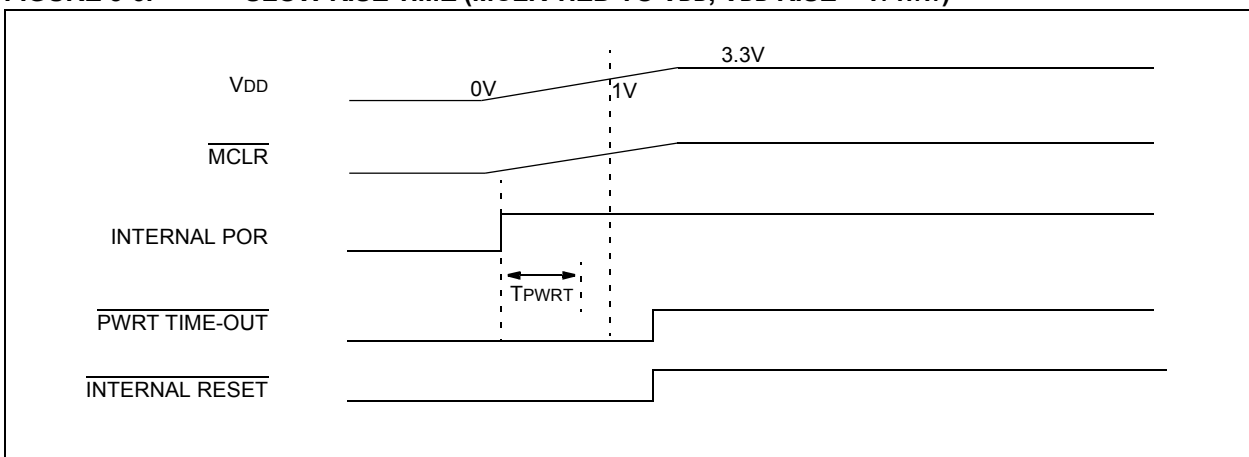 3.3V
VDD
0V
1V
MCLR
INTERNAL POR
TPWRT
PWRT TIME-OUT
INTERNAL RESET